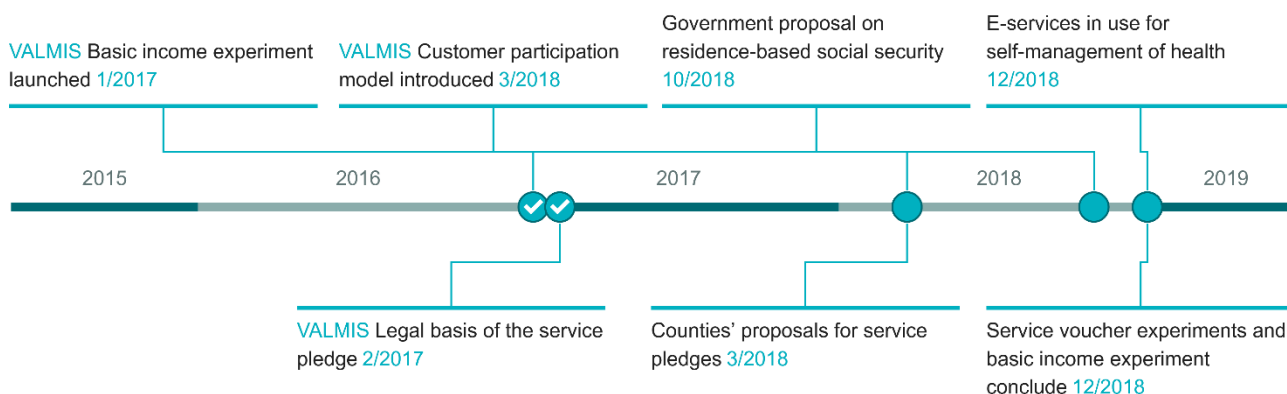 VALMIS Basic income experiment
launched 1/2017
VALMIS Customer participation
model introduced 3/2018
Government proposal on
residence-based social security
10/2018
E-services in use for
self-management of health
12/2018
2015
2016
2017
2018
2019
VALMIS Legal basis of the service
pledge 2/2017
Counties’ proposals for service
pledges 3/2018
Service voucher experiments and
basic income experiment
conclude 12/2018